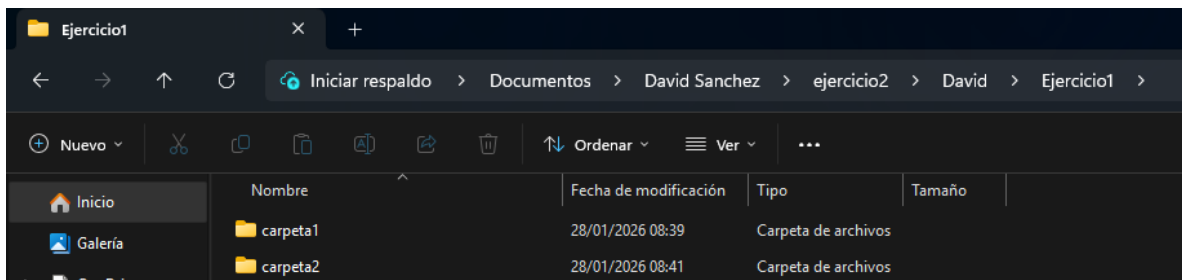 Ejercicio1
Iniciar respaldo > Documentos > David Sanchez > ejercicio2 > David > Ejercicio1 >
Nuevo Ordenar Ver ...
Inicio
Galería
Nombre Fecha de modificación Tipo Tamaño
carpeta1 28/01/2026 08:39 Carpeta de archivos
carpeta2 28/01/2026 08:41 Carpeta de archivos